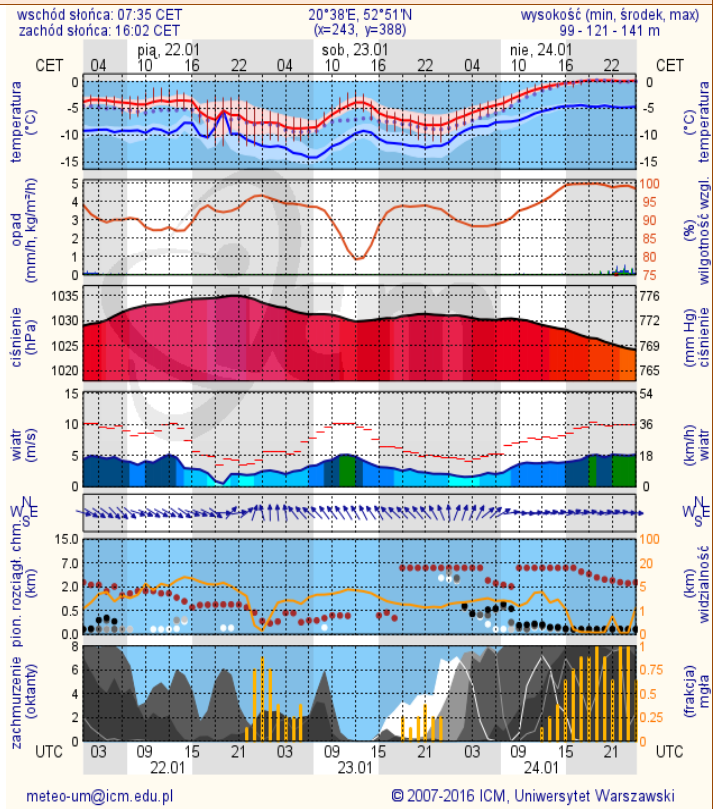 wschód słońca: 07:35 CET 20°38'E, 52°51'N wysokość (min, środek, max)
zachód słońca: 16:02 CET (x=243, y=388) 99 - 121 - 141 m
pią, 22.01 sob, 23.01 nie, 24.01
CET 04 10 16 22 04 10 16 22 04 10 16 22 CET
temperatura (°C) 0 -5 -10 -15 0 -5 -10 -15 (°C) temperatura
opad (mm/h, kg/m²/h) 5 4 3 2 1 0 100 95 90 85 80 75 (%) wilgotność wzgl.
ciśnienie (hPa) 1035 1030 1025 1020 776 772 769 765 (mm Hg) ciśnienie
wiatr (m/s) 15 10 5 0 54 36 18 0 (km/h) wiatr
N W E S N W E S
pion. rozciągł. chm. (km) 15.0 7.0 2.0 0.5 0.0 100 20 5 1 0 (km) widzialność
zachmurzenie (oktanty) 8 6 4 2 0 1 0.75 0.5 0.25 0 (frakcja) mgła
UTC 03 09 15 21 03 09 15 21 03 09 15 21 UTC
22.01 23.01 24.01
meteo-um@icm.edu.pl © 2007-2016 ICM, Uniwersytet Warszawski